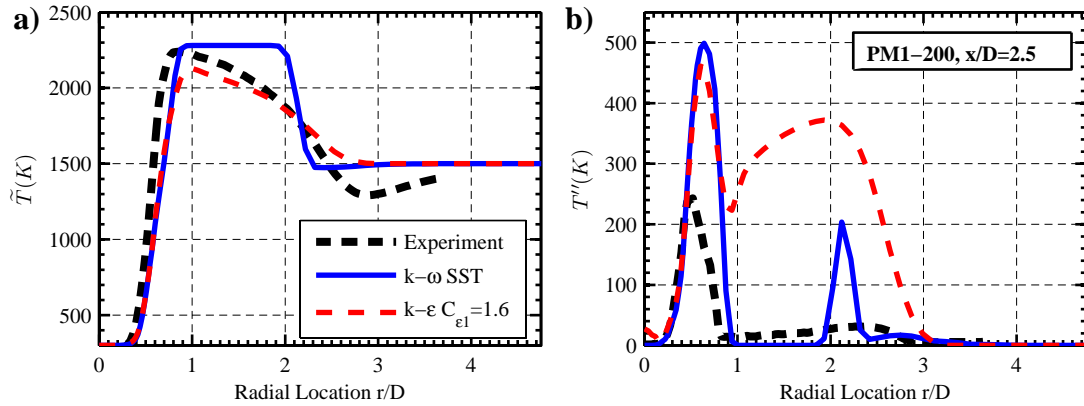 a)
2500
2000
1500
1000
500
T̃(K)
0 1 2 3 4
Radial Location r/D
Experiment
k−ω SST
k−ε Cε1=1.6
b)
500
400
300
200
100
0
T''(K)
0 1 2 3 4
Radial Location r/D
PM1−200, x/D=2.5